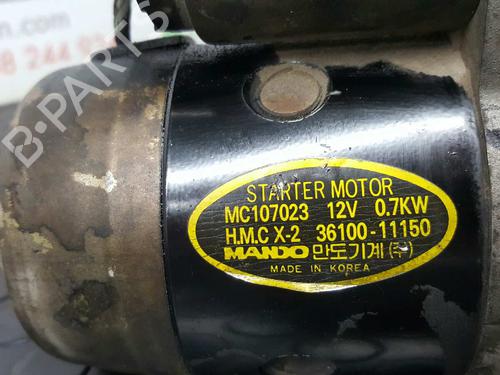 STARTER MOTOR
MC107023 12V 0.7KW
H.M.C X-2 36100-11150
MANDO 만도기계(주)
MADE IN KOREA
B-PARTS